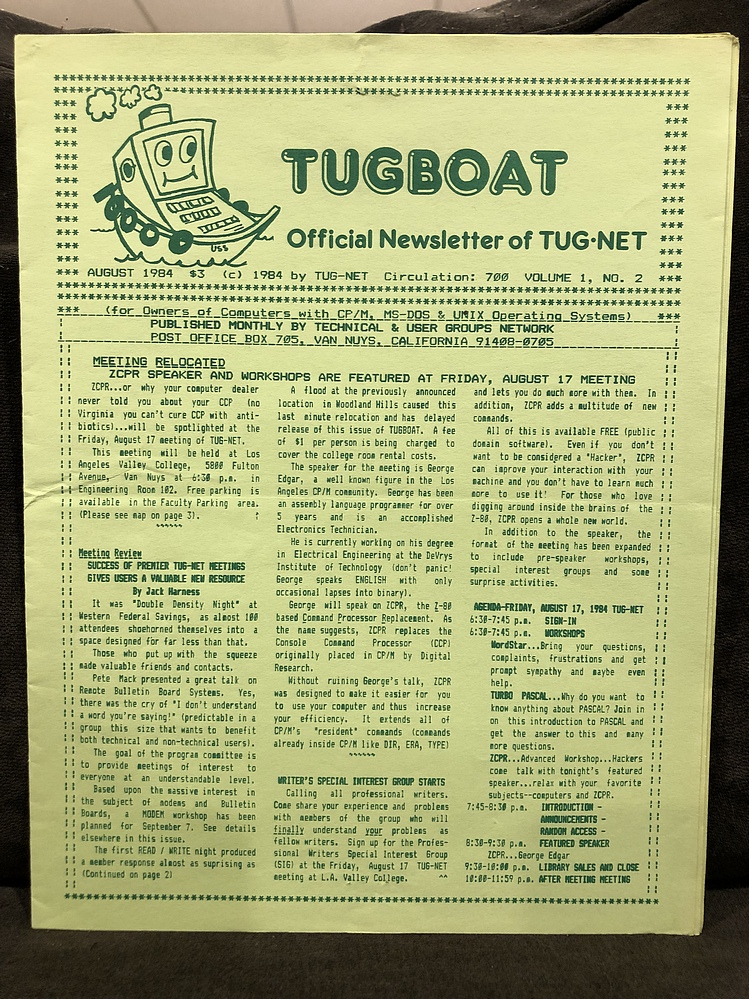 TUGBOAT
Official Newsletter of TUG·NET
USS
AUGUST 1984 $3 (c) 1984 by TUG-NET Circulation: 700 VOLUME 1, NO. 2
(for Owners of Computers with CP/M, MS-DOS & UMIX Operating Systems)
PUBLISHED MONTHLY BY TECHNICAL & USER GROUPS NETWORK
POST OFFICE BOX 705, VAN NUYS, CALIFORNIA 91408-0705
MEETING RELOCATED
ZCPR SPEAKER AND WORKSHOPS ARE FEATURED AT FRIDAY, AUGUST 17 MEETING
ZCPR...or why your computer dealer
never told you about your CCP (no
Virginia you can't cure CCP with anti-
biotics)...will be spotlighted at the
Friday, August 17 meeting of TUG-NET.
This meeting will be held at Los
Angeles Valley College, 5800 Fulton
Avenue, Van Nuys at 6:30 p.m. in
Engineering Room 102. Free parking is
available in the Faculty Parking area.
(Please see map on page 3).
~~~~~~
Meeting Review
SUCCESS OF PREMIER TUG-NET MEETINGS
GIVES USERS A VALUABLE NEW RESOURCE
By Jack Harness
It was "Double Density Night" at
Western Federal Savings, as almost 100
attendees shoehorned themselves into a
space designed for far less than that.
Those who put up with the squeeze
made valuable friends and contacts.
Pete Mack presented a great talk on
Remote Bulletin Board Systems. Yes,
there was the cry of "I don't understand
a word you're saying!" (predictable in a
group this size that wants to benefit
both technical and non-technical users).
The goal of the program committee is
to provide meetings of interest to
everyone at an understandable level.
Based upon the massive interest in
the subject of modems and Bulletin
Boards, a MODEM workshop has been
planned for September 7. See details
elsewhere in this issue.
The first READ / WRITE night produced
a member response almost as suprising as
(Continued on page 2)
A flood at the previously announced
location in Woodland Hills caused this
last minute relocation and has delayed
release of this issue of TUGBOAT. A fee
of $1 per person is being charged to
cover the college room rental costs.
The speaker for the meeting is George
Edgar, a well known figure in the Los
Angeles CP/M community. George has been
an assembly language programmer for over
5 years and is an accomplished
Electronics Technician.
He is currently working on his degree
in Electrical Engineering at the DeVrys
Institute of Technology (don't panic!
George speaks ENGLISH with only
occasional lapses into binary).
George will speak on ZCPR, the Z-80
based Command Processor Replacement. As
the name suggests, ZCPR replaces the
Console Command Processor (CCP)
originally placed in CP/M by Digital
Research.
Without ruining George's talk, ZCPR
was designed to make it easier for you
to use your computer and thus increase
your efficiency. It extends all of
CP/M's "resident" commands (commands
already inside CP/M like DIR, ERA, TYPE)
~~~~~~
WRITER'S SPECIAL INTEREST GROUP STARTS
Calling all professional writers.
Come share your experience and problems
with members of the group who will
finally understand your problems as
fellow writers. Sign up for the Profes-
sional Writers Special Interest Group
(SIG) at the Friday, August 17 TUG-NET
meeting at L.A. Valley College. ^^
and lets you do much more with them. In
addition, ZCPR adds a multitude of new
commands.
All of this is available FREE (public
domain software). Even if you don't
want to be considered a "Hacker", ZCPR
can improve your interaction with your
machine and you don't have to learn much
more to use it! For those who love
digging around inside the brains of the
Z-80, ZCPR opens a whole new world.
In addition to the speaker, the
format of the meeting has been expanded
to include pre-speaker workshops,
special interest groups and some
surprise activities.
AGENDA-FRIDAY, AUGUST 17, 1984 TUG-NET
6:30-7:45 p.m. SIGN-IN
6:30-7:45 p.m. WORKSHOPS
WordStar...Bring your questions,
complaints, frustrations and get
prompt sympathy and maybe even
help.
TURBO PASCAL...Why do you want to
know anything about PASCAL? Join in
on this introduction to PASCAL and
get the answer to this and many
more questions.
ZCPR...Advanced Workshop...Hackers
come talk with tonight's featured
speaker...relax with your favorite
subjects--computers and ZCPR.
7:45-8:30 p.m. INTRODUCTION -
ANNOUNCEMENTS -
RANDOM ACCESS -
8:30-9:30 p.m. FEATURED SPEAKER
ZCPR...George Edgar
9:30-10:00 p.m. LIBRARY SALES AND CLOSE
10:00-11:59 p.m. AFTER MEETING MEETING